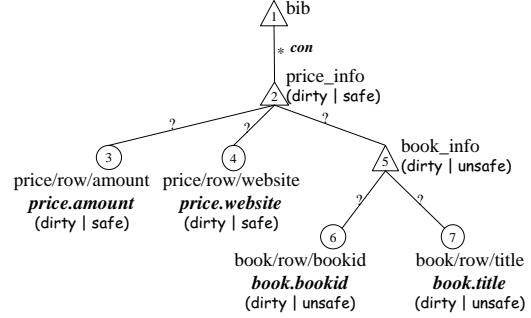 1
bib
* con
price_info
2
(dirty | safe)
?
?
?
3
4
book_info
5
(dirty | unsafe)
price/row/amount
price/row/website
price.amount
price.website
(dirty | safe)
(dirty | safe)
?
?
6
7
book/row/bookid
book/row/title
book.bookid
book.title
(dirty | unsafe)
(dirty | unsafe)